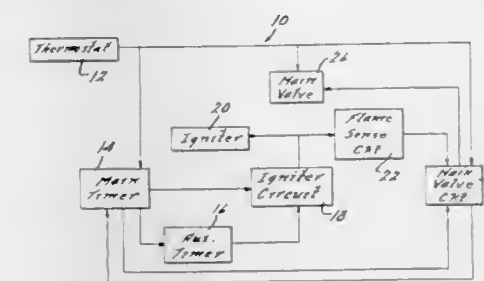 10
Thermostat
12
26
Main
Valve
20
Igniter
Flame
Sense
Ckt
22
14
Main
Timer
Igniter
Circuit
18
Main
Valve
Ckt
16
Aux.
Timer